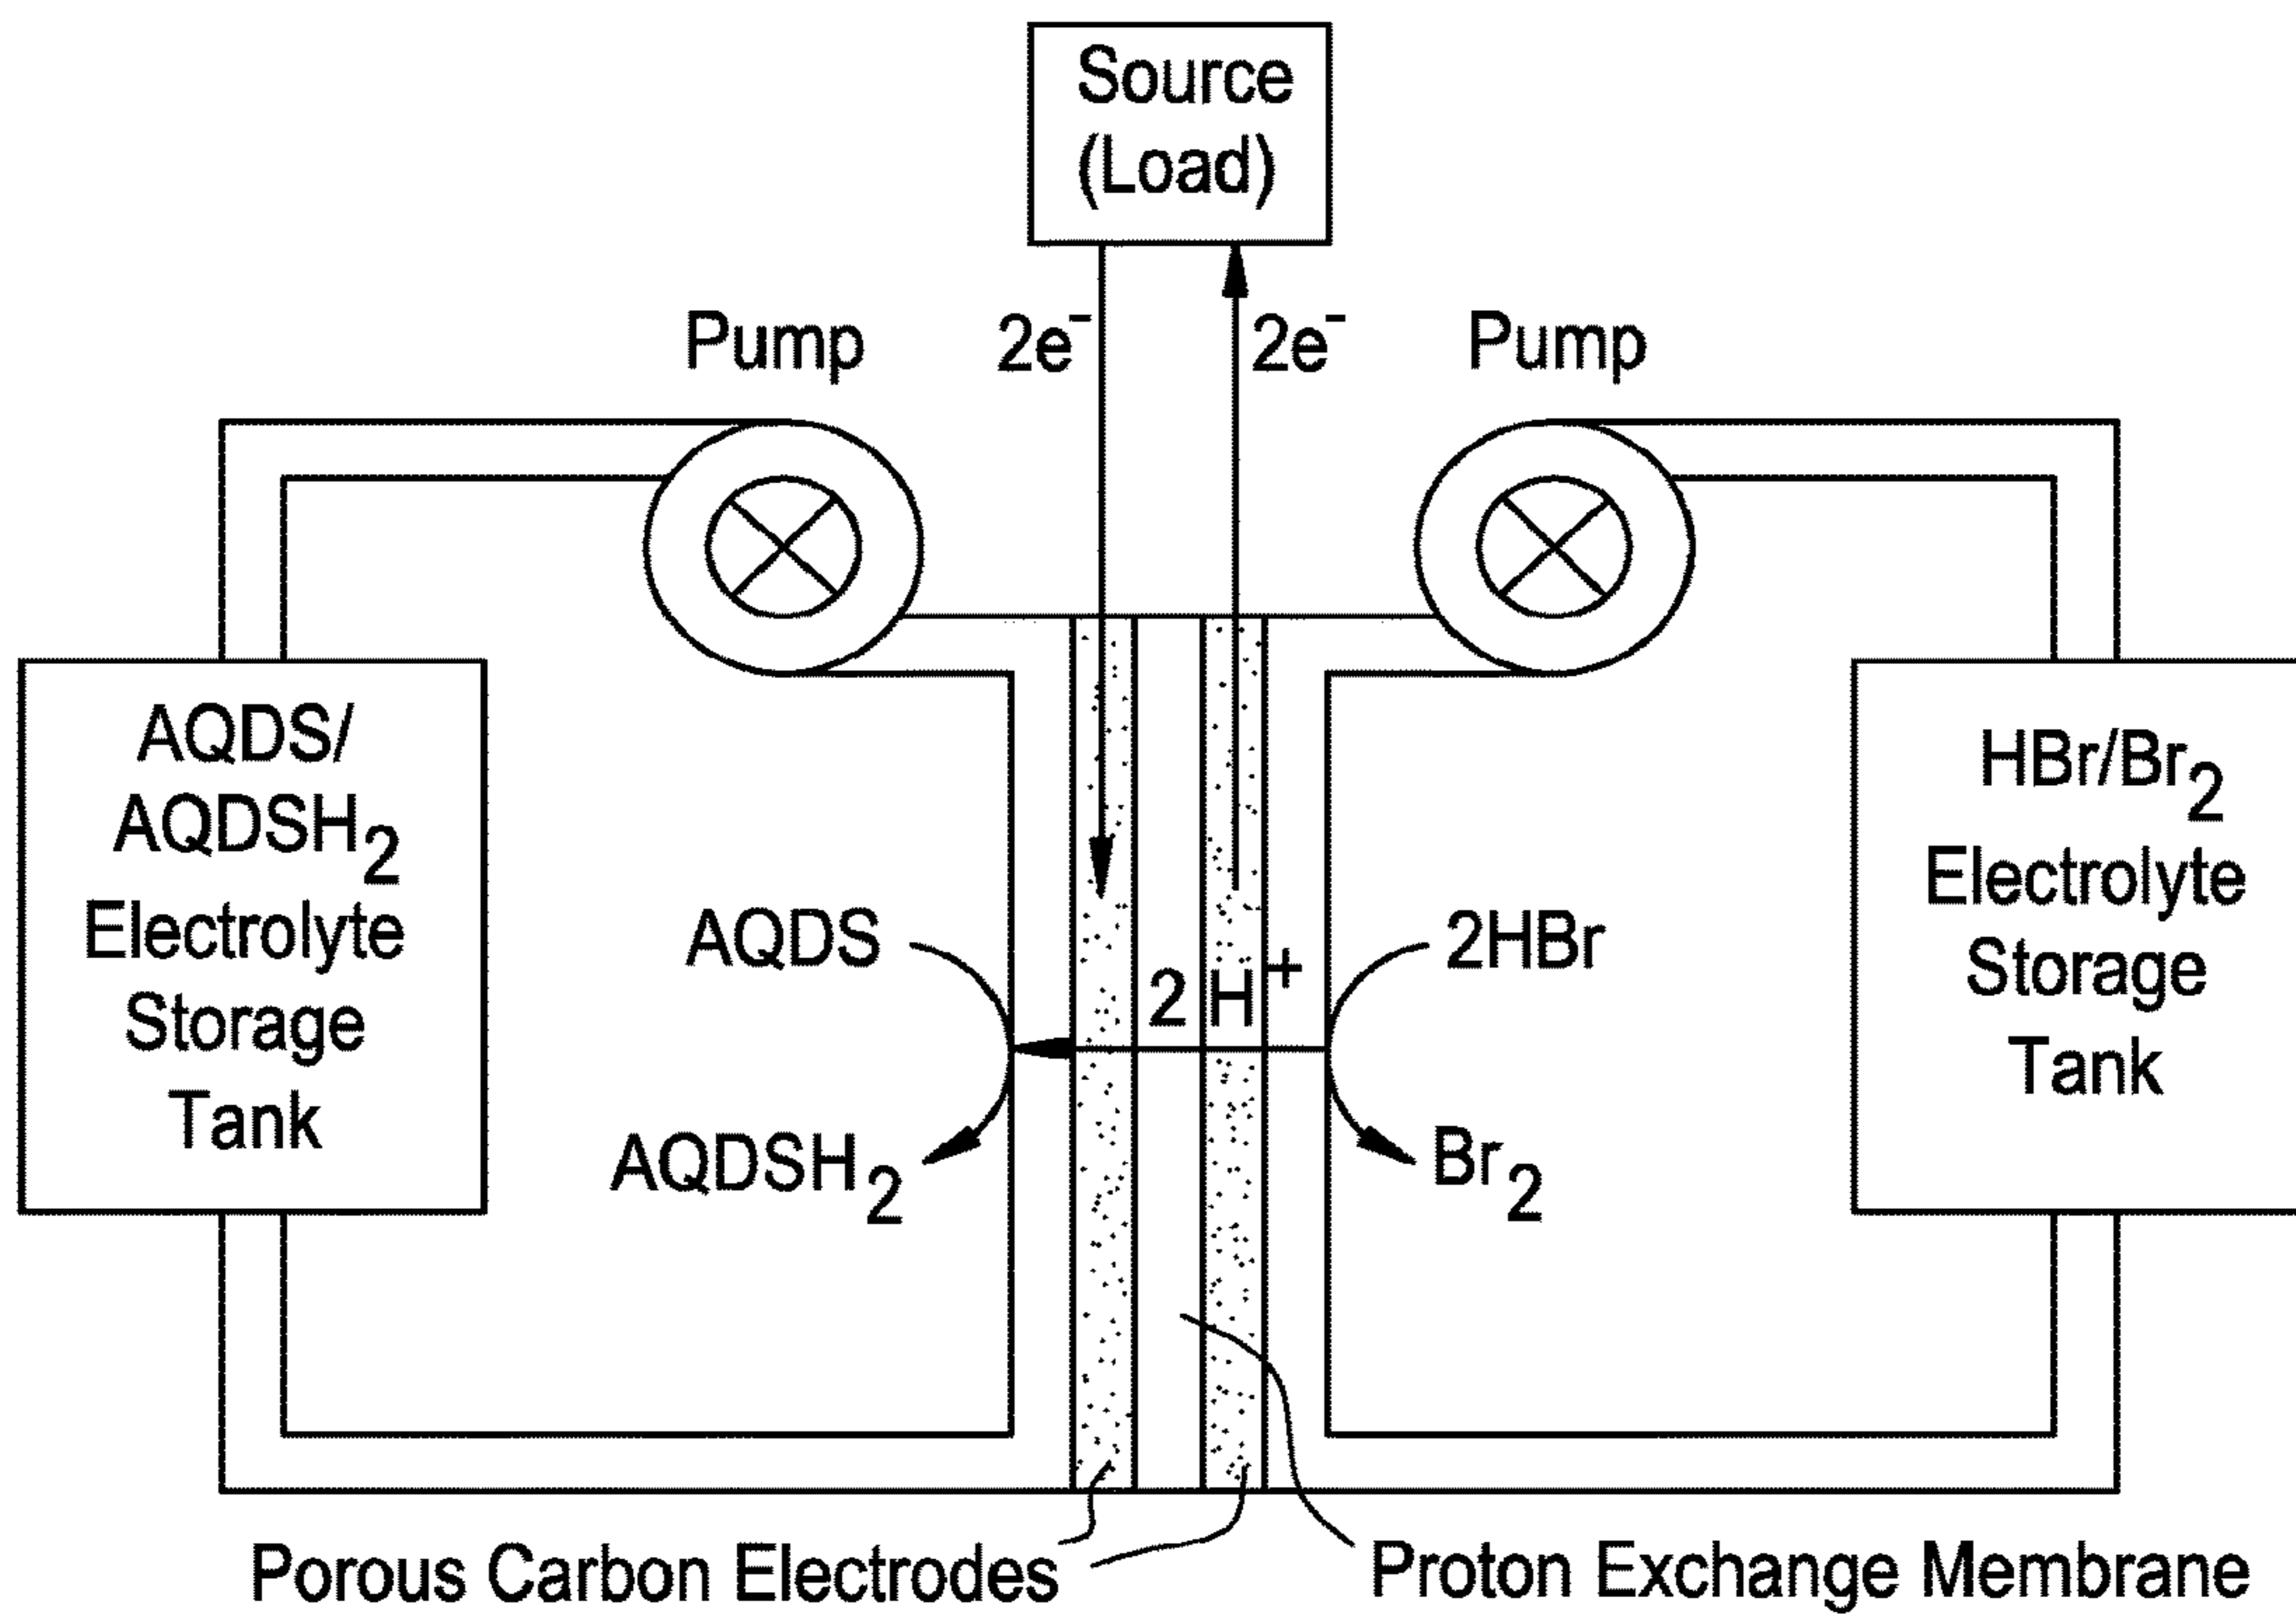 Source
(Load)
Pump
2e⁻
2e⁻
Pump
AQDS/
AQDSH₂
Electrolyte
Storage
Tank
AQDS
AQDSH₂
2 H⁺
2HBr
Br₂
HBr/Br₂
Electrolyte
Storage
Tank
Porous Carbon Electrodes
Proton Exchange Membrane